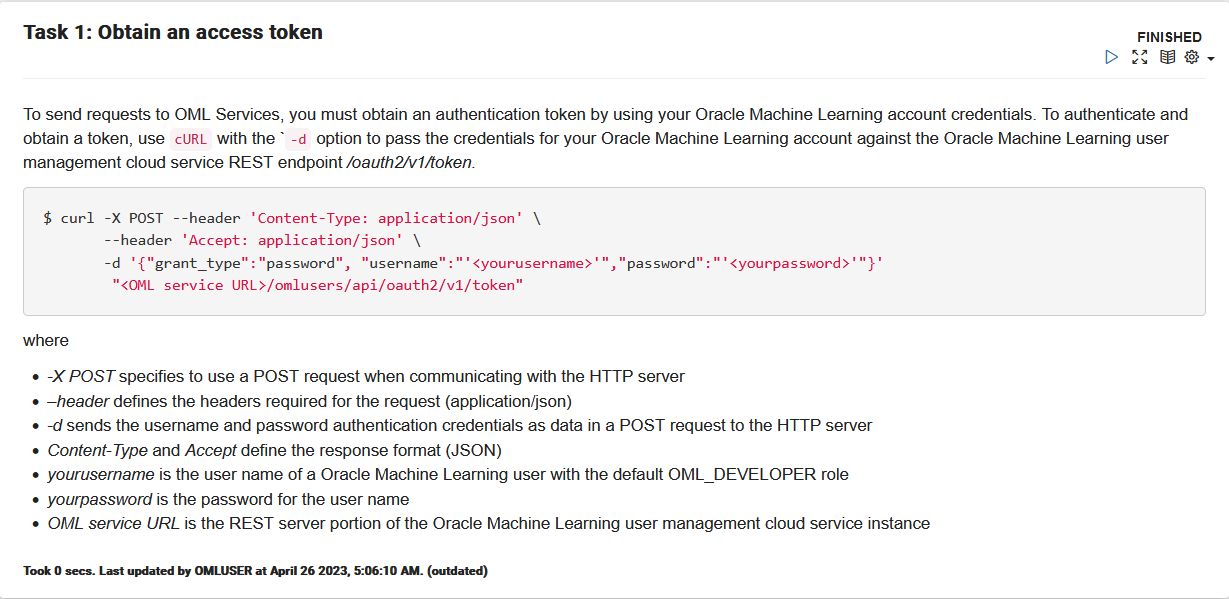 Task 1: Obtain an access token
FINISHED
To send requests to OML Services, you must obtain an authentication token by using your Oracle Machine Learning account credentials. To authenticate and
obtain a token, use cURL with the ` -d option to pass the credentials for your Oracle Machine Learning account against the Oracle Machine Learning user
management cloud service REST endpoint /oauth2/v1/token.
$ curl -X POST --header 'Content-Type: application/json' \
--header 'Accept: application/json' \
-d '{"grant_type":"password", "username":"'<yourusername>'","password":"'<yourpassword>'"}'
"<OML service URL>/omlusers/api/oauth2/v1/token"
where
• -X POST specifies to use a POST request when communicating with the HTTP server
• –header defines the headers required for the request (application/json)
• -d sends the username and password authentication credentials as data in a POST request to the HTTP server
• Content-Type and Accept define the response format (JSON)
• yourusername is the user name of a Oracle Machine Learning user with the default OML_DEVELOPER role
• yourpassword is the password for the user name
• OML service URL is the REST server portion of the Oracle Machine Learning user management cloud service instance
Took 0 secs. Last updated by OMLUSER at April 26 2023, 5:06:10 AM. (outdated)